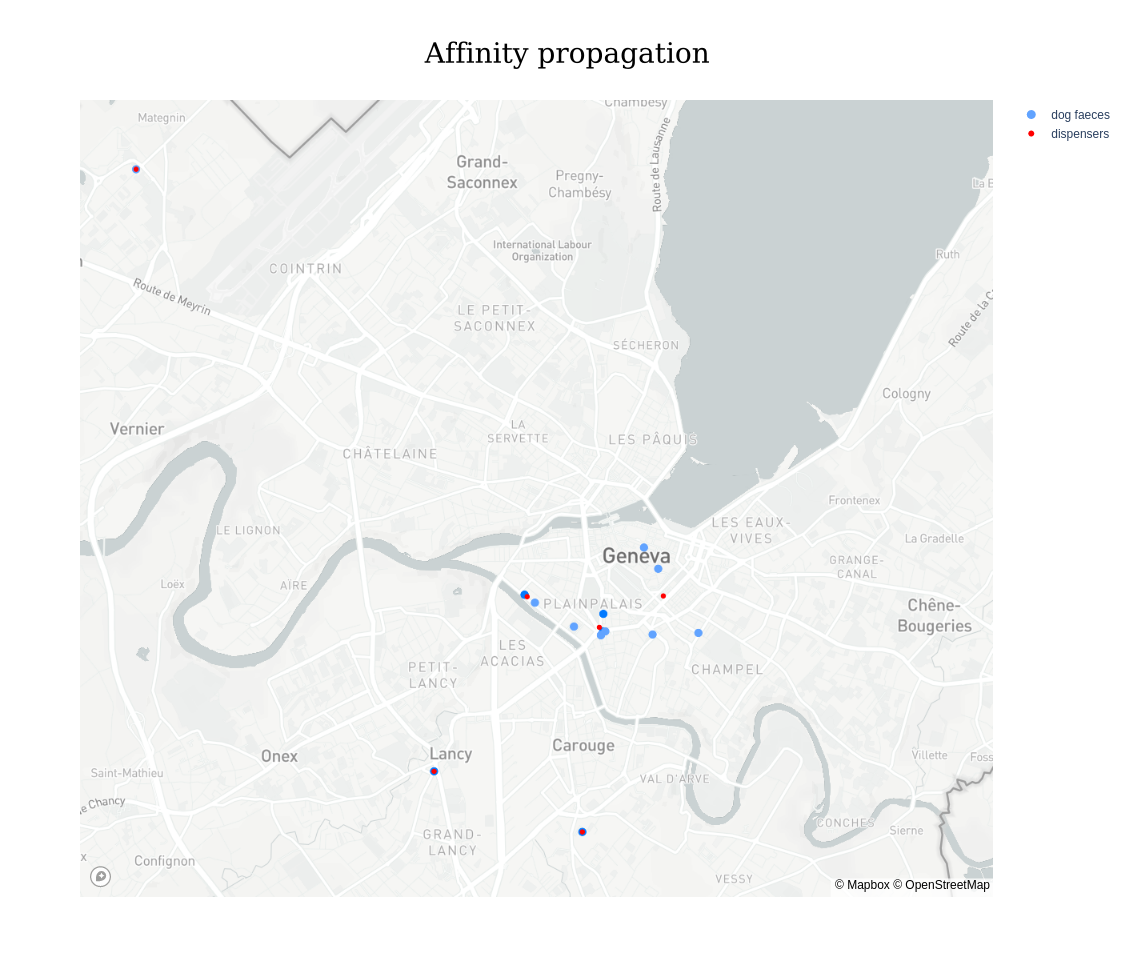 Affinity propagation
dog faeces
dispensers
Chambésy
Mategnin
Route de Lausanne
Grand-
Saconnex
Pregny-
Chambésy
La B
International Labour
Organization
Ruth
COINTRIN
Route de Meyrin
Route de la C
LE PETIT-
SACONNEX
SÉCHERON
Cologny
Vernier
LA
SERVETTE
LES PÂQUIS
CHÂTELAINE
Frontenex
LE LIGNON
LES EAUX-
VIVES
La Gradelle
Geneva
GRANGE-
CANAL
Loëx
AÏRE
PLAINPALAIS
Chêne-
Bougeries
LES
ACACIAS
PETIT-
LANCY
CHAMPEL
Onex
Lancy
Carouge
Villette
Foss
Saint-Mathieu
VAL D'ARVE
e Chancy
CONCHES
Sierne
GRAND-
LANCY
x
Confignon
VESSY
© Mapbox © OpenStreetMap